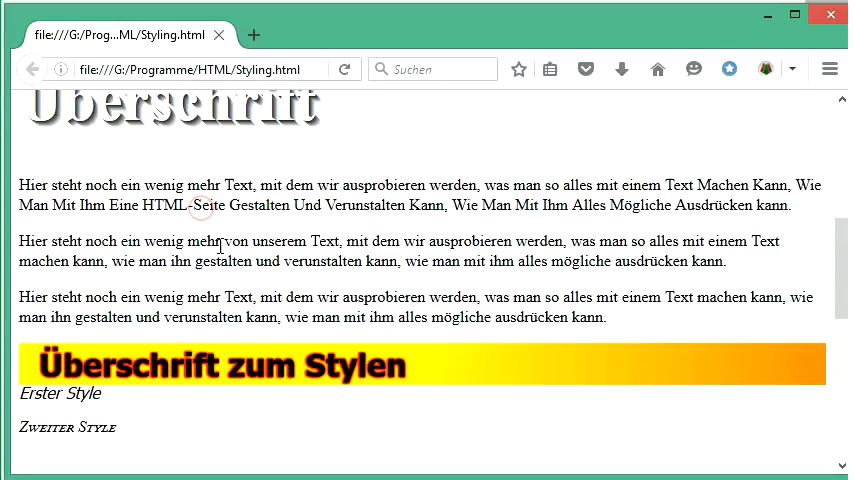 file:///G:/Prog...ML/Styling.html
file:///G:/Programme/HTML/Styling.html
Suchen
Überschrift
Hier steht noch ein wenig mehr Text, mit dem wir ausprobieren werden, was man so alles mit einem Text Machen Kann, Wie
Man Mit Ihm Eine HTML-Seite Gestalten Und Verunstalten Kann, Wie Man Mit Ihm Alles Mögliche Ausdrücken kann.
Hier steht noch ein wenig mehr von unserem Text, mit dem wir ausprobieren werden, was man so alles mit einem Text
machen kann, wie man ihn gestalten und verunstalten kann, wie man mit ihm alles mögliche ausdrücken kann.
Hier steht noch ein wenig mehr Text, mit dem wir ausprobieren werden, was man so alles mit einem Text machen kann, wie
man ihn gestalten und verunstalten kann, wie man mit ihm alles mögliche ausdrücken kann.
Überschrift zum Stylen
Erster Style
Zweiter Style